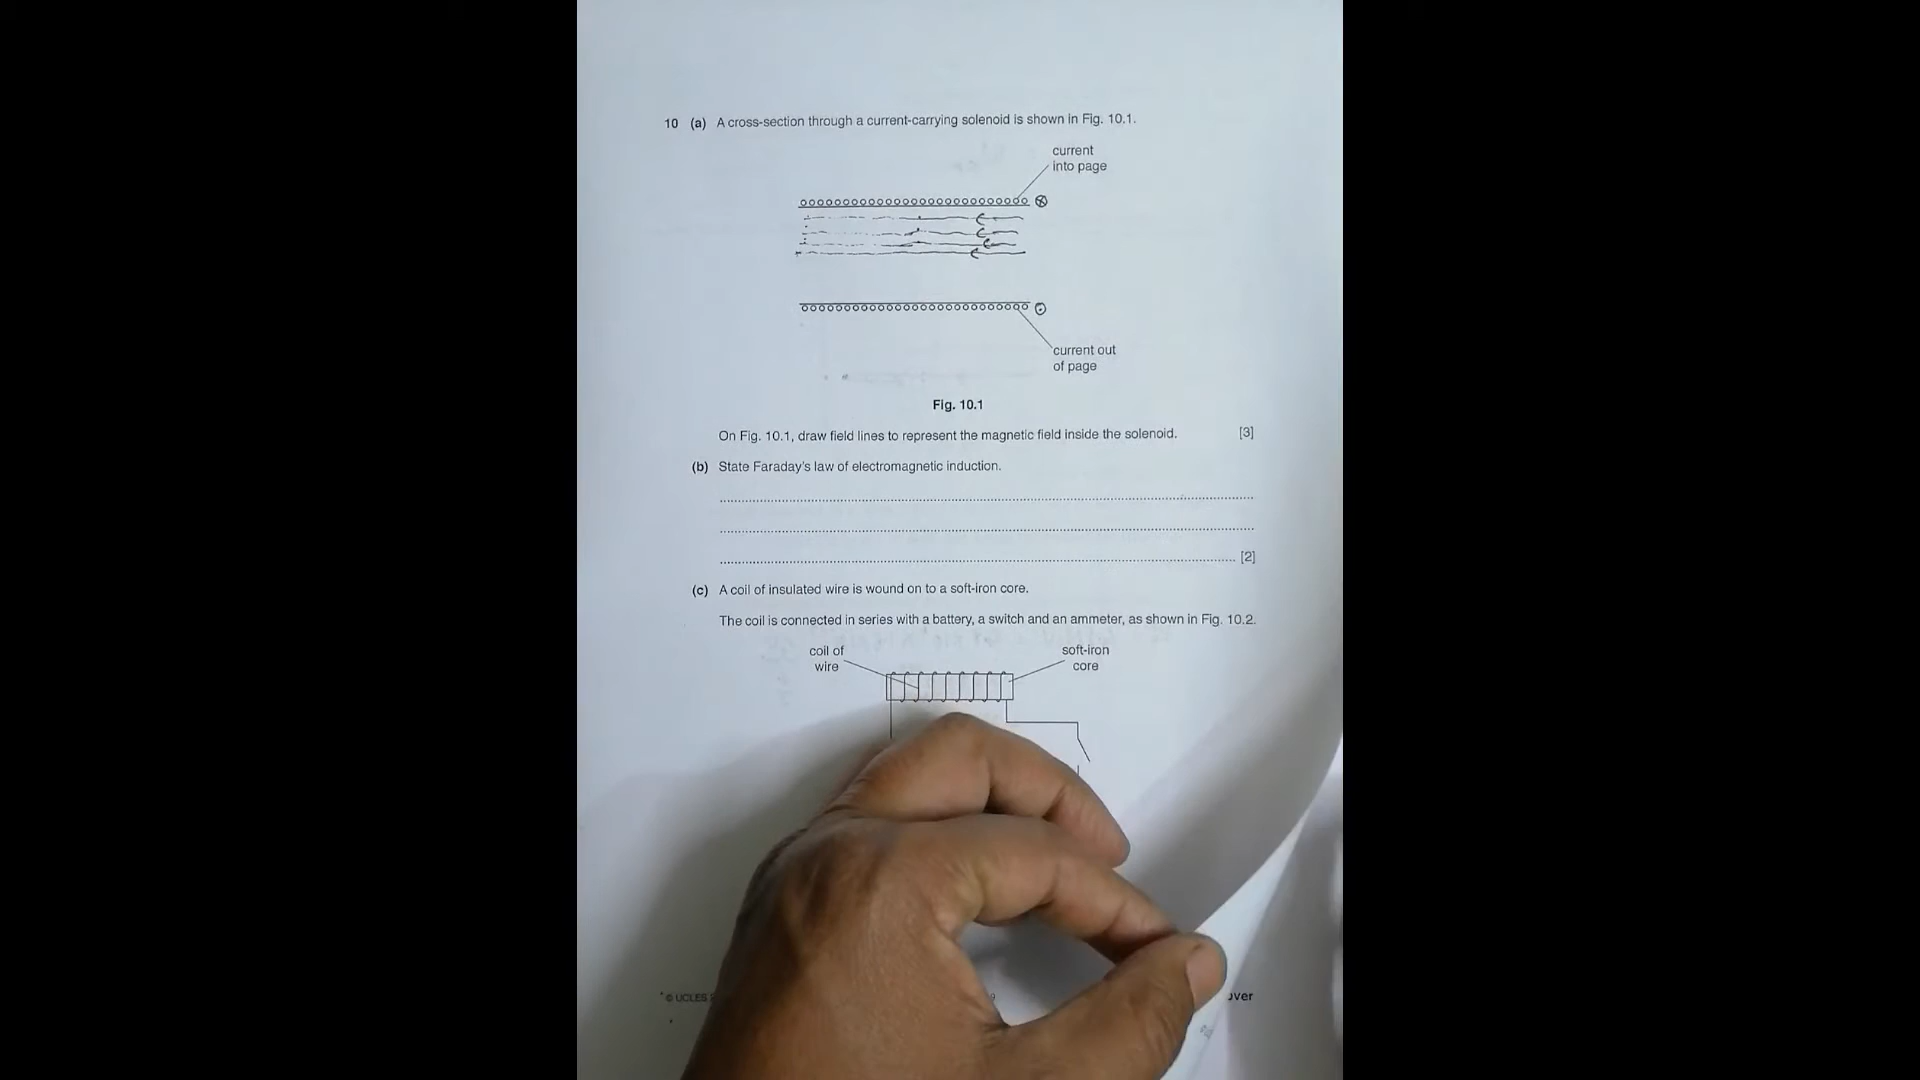 10 (a) A cross-section through a current-carrying solenoid is shown in Fig. 10.1.
current
into page
current out
of page
Fig. 10.1
On Fig. 10.1, draw field lines to represent the magnetic field inside the solenoid. [3]
(b) State Faraday's law of electromagnetic induction.
[2]
(c) A coil of insulated wire is wound on to a soft-iron core.
The coil is connected in series with a battery, a switch and an ammeter, as shown in Fig. 10.2.
coil of
wire
soft-iron
core
© UCLES
over